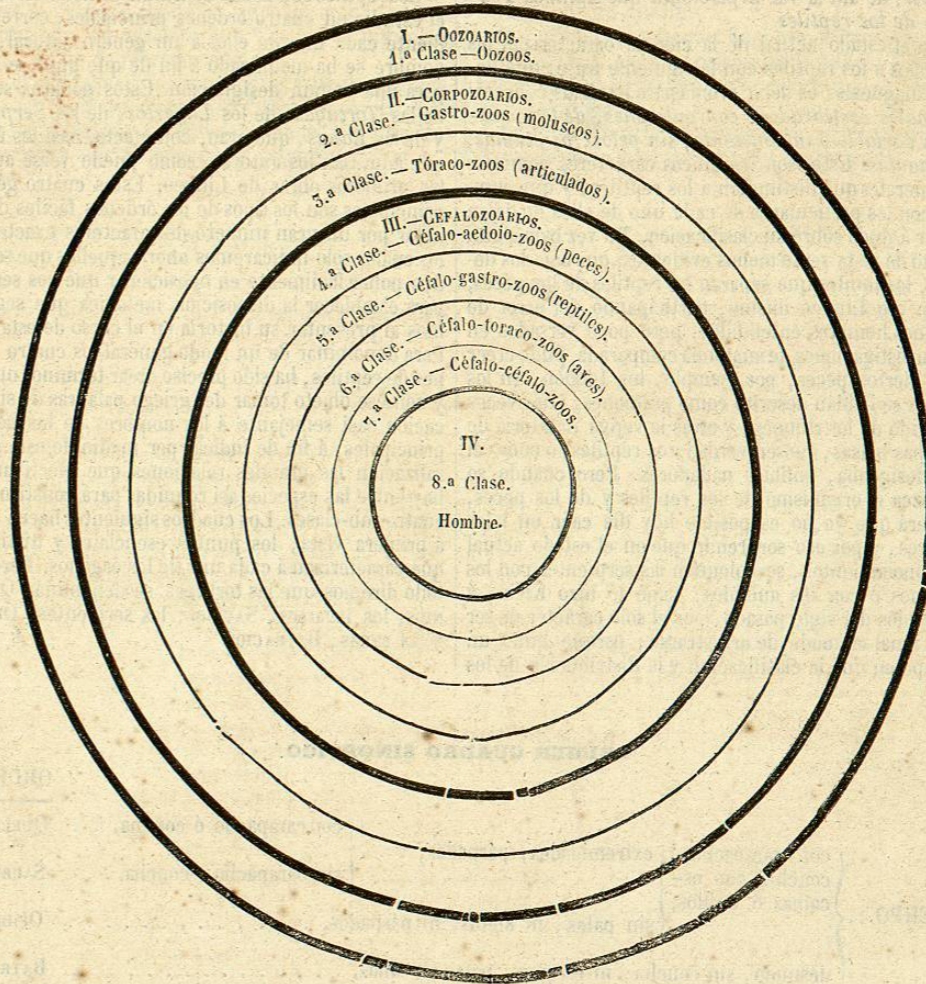 I.—Oozoarios.
1.ª Clase—Oozoos.
II.—Corpozoarios.
2.ª Clase.—Gastro-zoos (moluscos).
3.ª Clase.—Tóraco-zoos (articulados).
III.—Cefalozoarios.
4.ª Clase.—Céfalo-aedoio-zoos (peces).
5.ª Clase.—Céfalo-gastro-zoos (reptiles).
6.ª Clase.—Céfalo-toraco-zoos (aves).
7.ª Clase.—Céfalo-céfalo-zoos.
IV.
8.ª Clase.
Hombre.